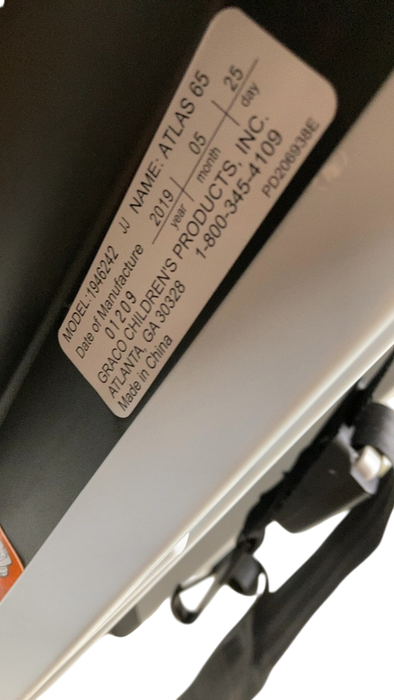 MODEL:1946242 JJ NAME: ATLAS 65
Date of Manufacture 2019 05 25
year month day
01209
GRACO CHILDREN'S PRODUCTS, INC.
ATLANTA, GA 30328 1-800-345-4109
Made in China PD206938E